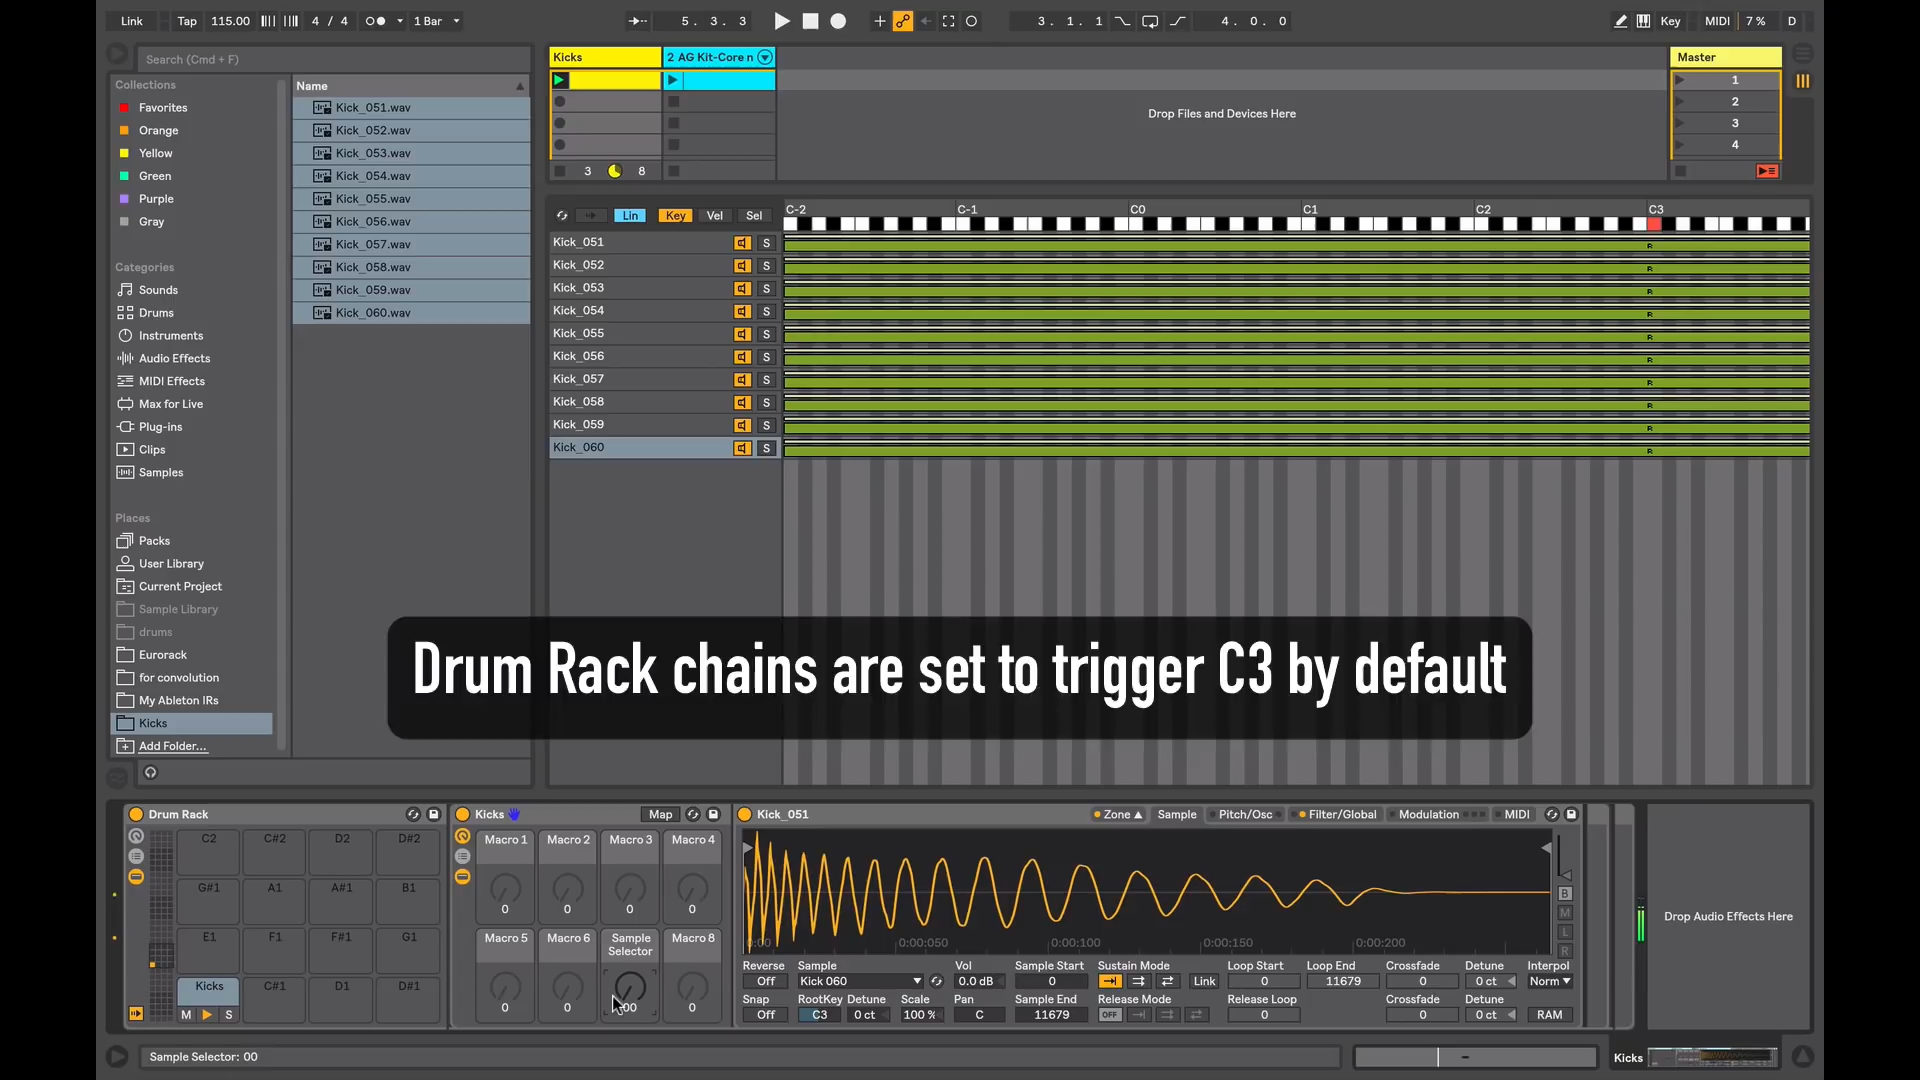 Link Tap 115.00 4 / 4 1 Bar 5. 3. 3 3. 1. 1 4. 0. 0 Key MIDI 7 % D
Search (Cmd + F)
Collections
Favorites
Orange
Yellow
Green
Purple
Gray
Categories
Sounds
Drums
Instruments
Audio Effects
MIDI Effects
Max for Live
Plug-ins
Clips
Samples
Places
Packs
User Library
Current Project
Sample Library
drums
Eurorack
for convolution
My Ableton IRs
Kicks
Add Folder...
Name
Kick_051.wav
Kick_052.wav
Kick_053.wav
Kick_054.wav
Kick_055.wav
Kick_056.wav
Kick_057.wav
Kick_058.wav
Kick_059.wav
Kick_060.wav
Kicks 2 AG Kit-Core n Master
1
2
3
4
Drop Files and Devices Here
3 8
Lin Key Vel Sel
C-2 C-1 C0 C1 C2 C3
Kick_051 S R
Kick_052 S R
Kick_053 S R
Kick_054 S R
Kick_055 S R
Kick_056 S R
Kick_057 S R
Kick_058 S R
Kick_059 S R
Kick_060 S R
Drum Rack chains are set to trigger C3 by default
Drum Rack
C2 C#2 D2 D#2
G#1 A1 A#1 B1
E1 F1 F#1 G1
Kicks C#1 D1 D#1
M S
Kicks Map
Macro 1 Macro 2 Macro 3 Macro 4
0 0 0 0
Macro 5 Macro 6 Sample Selector Macro 8
0 0 00 0
Kick_051 Zone Sample Pitch/Osc Filter/Global Modulation MIDI
0:00 0:00:050 0:00:100 0:00:150 0:00:200
B
M
L
R
Reverse Sample Vol Sample Start Sustain Mode Loop Start Loop End Crossfade Detune Interpol
Off Kick 060 0.0 dB 0 Link 0 11679 0 0 ct Norm
Snap RootKey Detune Scale Pan Sample End Release Mode Release Loop Crossfade Detune
Off C3 0 ct 100 % C 11679 OFF 0 0 0 ct RAM
Drop Audio Effects Here
Sample Selector: 00
Kicks